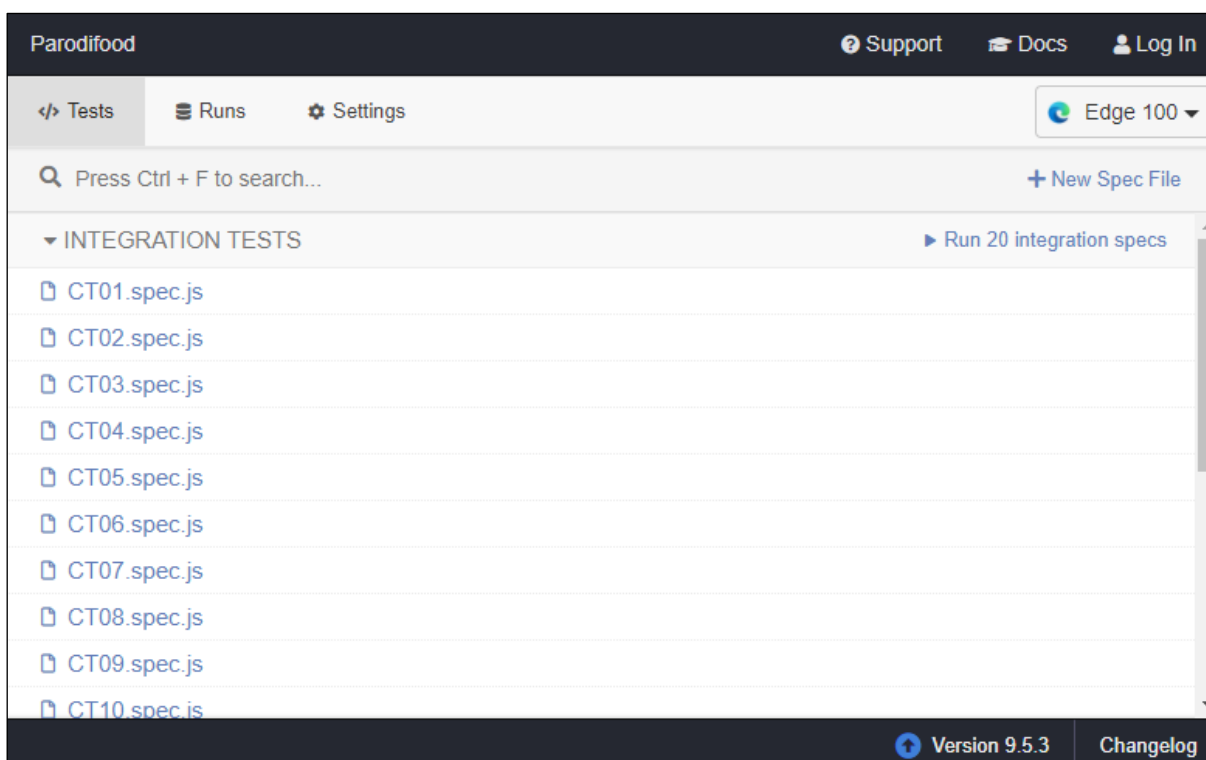 Parodifood Support Docs Log In
</> Tests Runs Settings Edge 100
Press Ctrl + F to search... New Spec File
INTEGRATION TESTS Run 20 integration specs
CT01.spec.js
CT02.spec.js
CT03.spec.js
CT04.spec.js
CT05.spec.js
CT06.spec.js
CT07.spec.js
CT08.spec.js
CT09.spec.js
CT10.spec.js
Version 9.5.3 Changelog